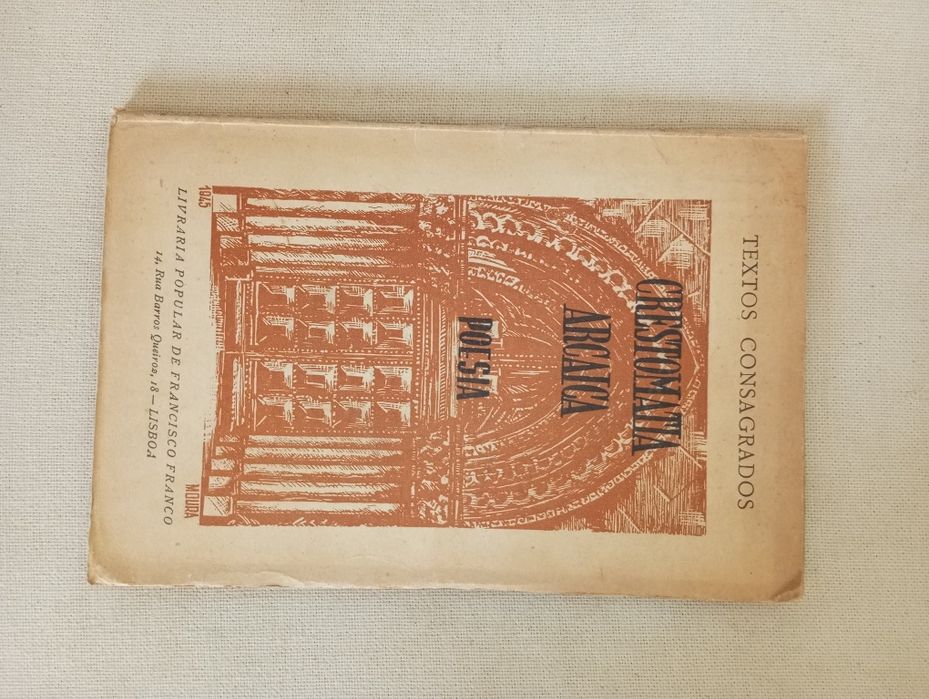 TEXTOS CONSAGRADOS
CRESTOMATIA
ARCAICA
POESIA
1945
MOURA
LIVRARIA POPULAR DE FRANCISCO FRANCO
14, Rua Barros Queiroz, 18 — LISBOA